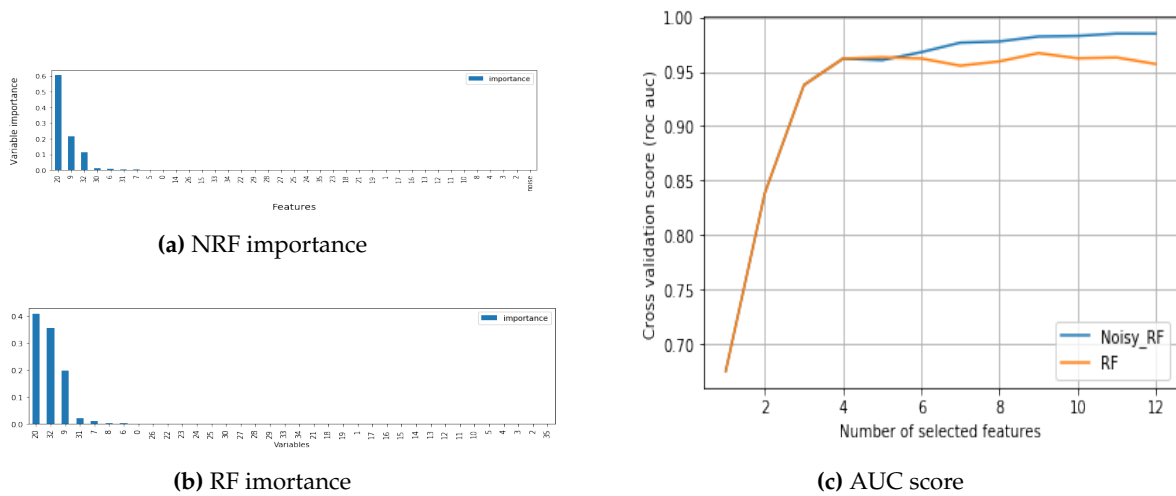 Variable importance
0.6
0.5
0.4
0.3
0.2
0.1
0.0
importance
20 9 32 30 6 31 7 5 0 14 26 15 33 34 22 29 28 27 25 24 35 23 18 21 19 1 17 16 13 12 11 10 8 4 3 2 noise
Features
(a) NRF importance
0.4
0.3
0.2
0.1
0.0
importance
20 32 9 31 7 8 6 0 26 22 23 24 25 30 27 28 29 33 34 21 18 19 1 17 16 15 14 13 12 11 10 5 4 3 2 35
Variables
(b) RF imortance
Cross validation score (roc auc)
1.00
0.95
0.90
0.85
0.80
0.75
0.70
Noisy_RF
RF
2 4 6 8 10 12
Number of selected features
(c) AUC score